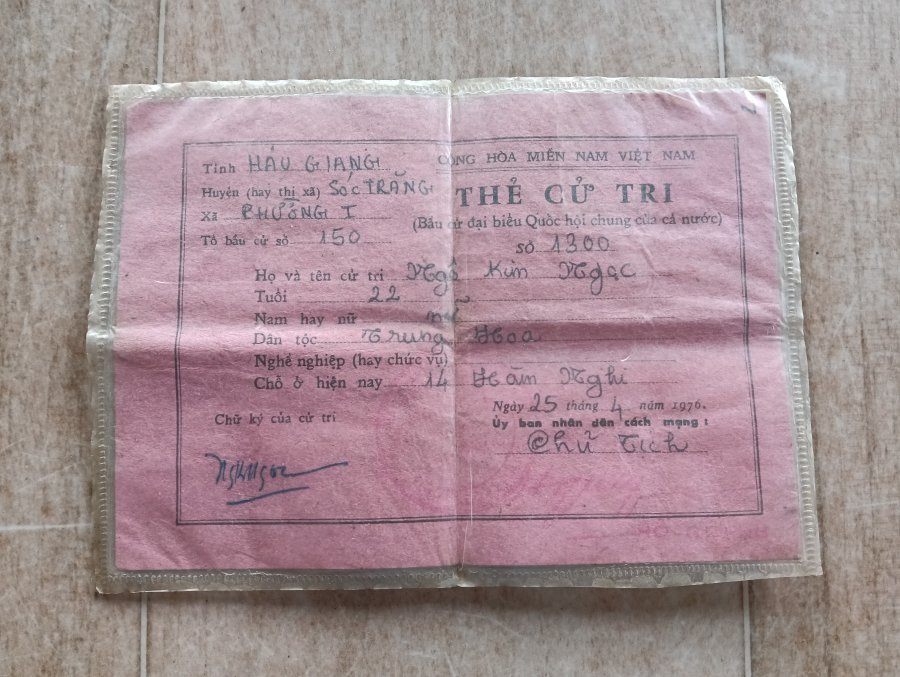 Tỉnh HẬU GIANG
Huyện (hay thị xã) SÓC TRĂNG
Xã PHƯỜNG I
Tổ bầu cử số 150
CỘNG HÒA MIỀN NAM VIỆT NAM
THẺ CỬ TRI
(Bầu cử đại biểu Quốc hội chung của cả nước)
số 1300
Họ và tên cử tri Ngô Kim Ngọc
Tuổi 22
Nam hay nữ nữ
Dân tộc Trung Hoa
Nghề nghiệp (hay chức vụ)
Chỗ ở hiện nay 14 Hàm Nghi
Ngày 25 tháng 4 năm 1976.
Chữ ký của cử tri
Ủy ban nhân dân cách mạng :
Chủ Tịch